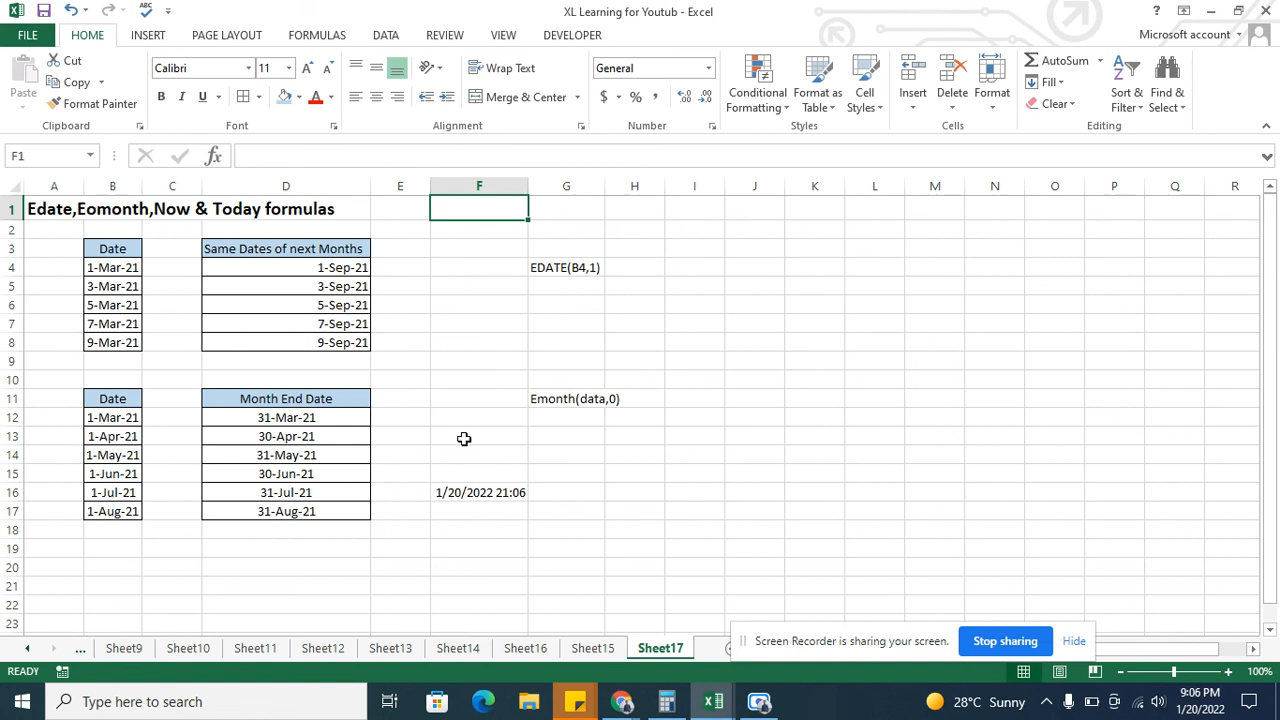 XL Learning for Youtub - Excel
FILE HOME INSERT PAGE LAYOUT FORMULAS DATA REVIEW VIEW DEVELOPER Microsoft account
Paste
Cut
Copy
Format Painter
Clipboard
Calibri 11
B I U A
Font
Wrap Text
Merge & Center
Alignment
General
$ % ,
Number
Conditional Formatting
Format as Table
Cell Styles
Styles
Insert
Delete
Format
Cells
AutoSum
Fill
Clear
Sort & Filter
Find & Select
Editing
F1 fx
A B C D E F G H I J K L M N O P Q R
1 Edate,Eomonth,Now & Today formulas
2
3 Date Same Dates of next Months
4 1-Mar-21 1-Sep-21 EDATE(B4,1)
5 3-Mar-21 3-Sep-21
6 5-Mar-21 5-Sep-21
7 7-Mar-21 7-Sep-21
8 9-Mar-21 9-Sep-21
9
10
11 Date Month End Date Emonth(data,0)
12 1-Mar-21 31-Mar-21
13 1-Apr-21 30-Apr-21
14 1-May-21 31-May-21
15 1-Jun-21 30-Jun-21
16 1-Jul-21 31-Jul-21 1/20/2022 21:06
17 1-Aug-21 31-Aug-21
18
19
20
21
22
23
... Sheet9 Sheet10 Sheet11 Sheet12 Sheet13 Sheet14 Sheet16 Sheet15 Sheet17
Screen Recorder is sharing your screen. Stop sharing Hide
READY 100%
Type here to search
28°C Sunny
9:06 PM
1/20/2022